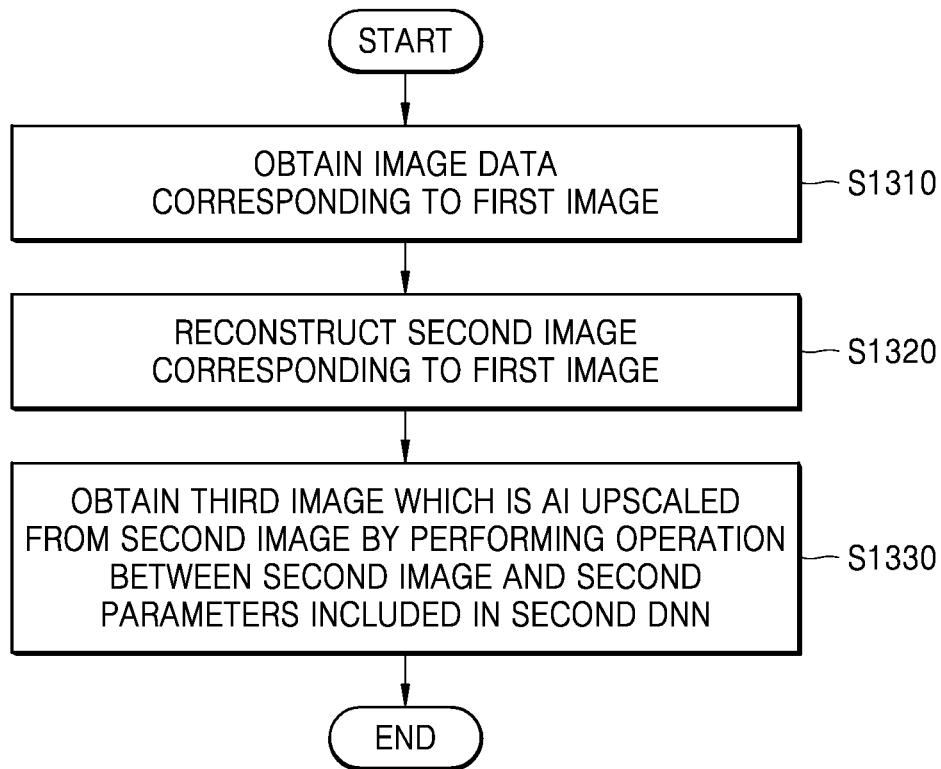 START
OBTAIN IMAGE DATA
CORRESPONDING TO FIRST IMAGE
S1310
RECONSTRUCT SECOND IMAGE
CORRESPONDING TO FIRST IMAGE
S1320
OBTAIN THIRD IMAGE WHICH IS AI UPSCALED
FROM SECOND IMAGE BY PERFORMING OPERATION
BETWEEN SECOND IMAGE AND SECOND
PARAMETERS INCLUDED IN SECOND DNN
S1330
END